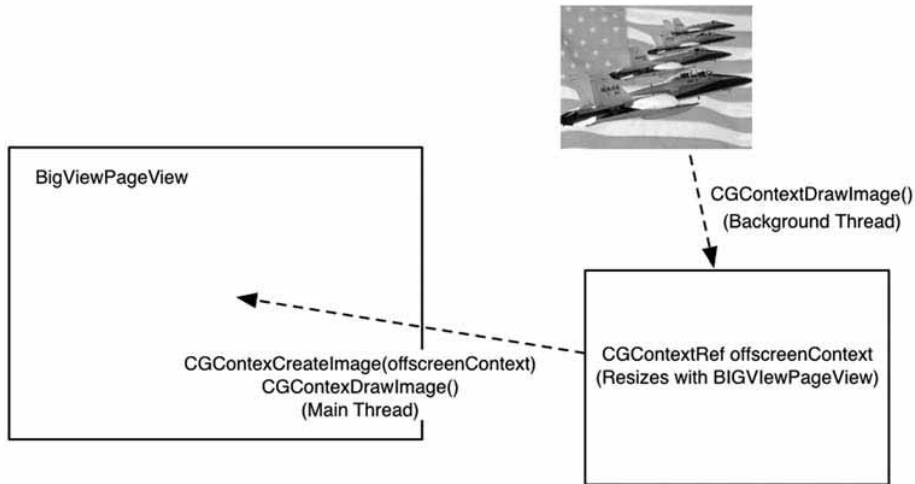 BigViewPageView
CGContextDrawImage()
(Background Thread)
CGContexCreateImage(offscreenContext)
CGContexDrawImage()
(Main Thread)
CGContextRef offscreenContext
(Resizes with BIGVIewPageView)